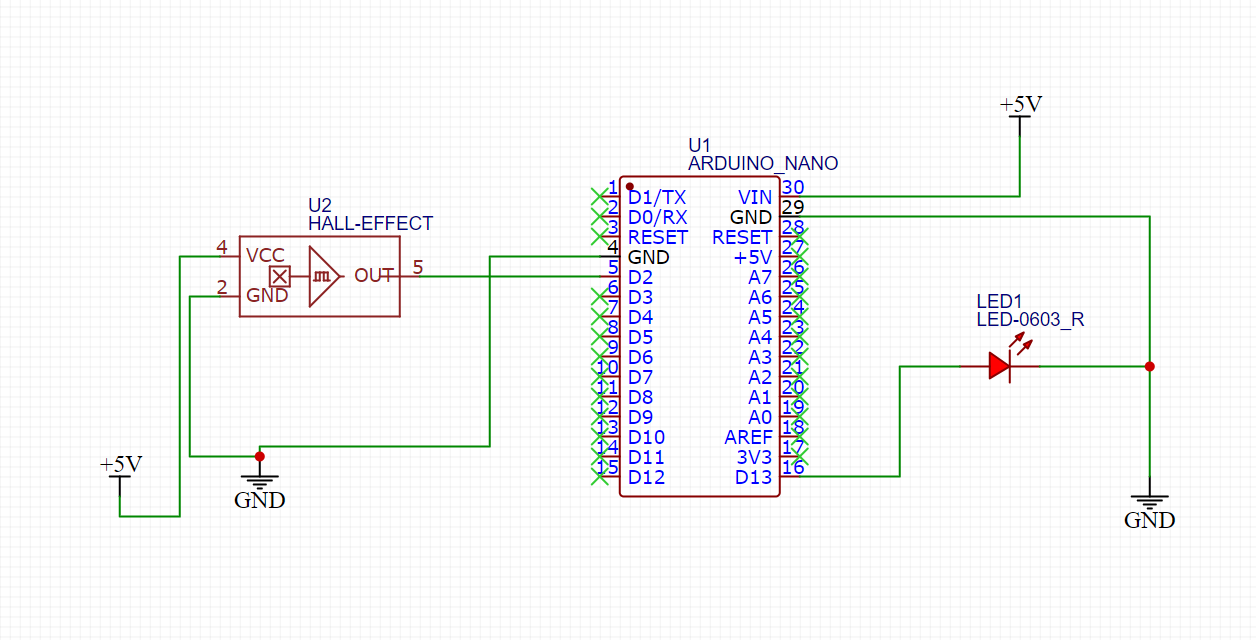 +5V
U1
ARDUINO_NANO
1 D1/TX VIN 30
2 D0/RX GND 29
3 RESET RESET 28
4 GND +5V 27
5 D2 A7 26
6 D3 A6 25
7 D4 A5 24
8 D5 A4 23
9 D6 A3 22
10 D7 A2 21
11 D8 A1 20
12 D9 A0 19
13 D10 AREF 18
14 D11 3V3 17
15 D12 D13 16
U2
HALL-EFFECT
4 VCC
OUT 5
2 GND
LED1
LED-0603_R
+5V
GND
GND